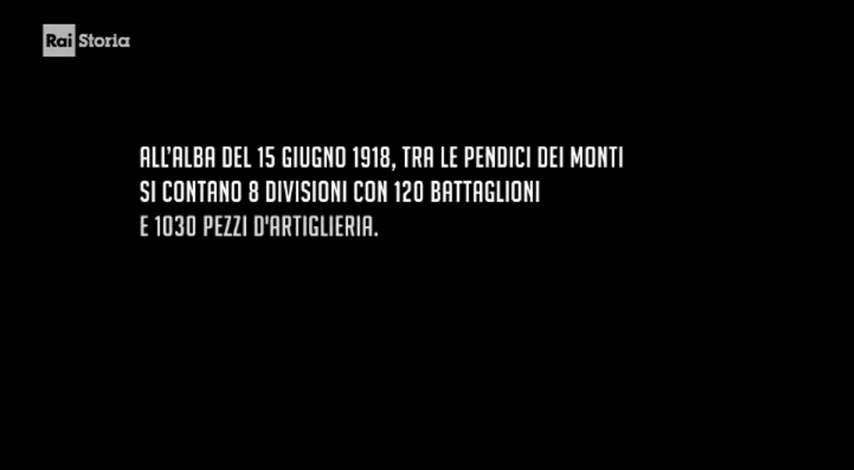 Rai Storia
ALL'ALBA DEL 15 GIUGNO 1918, TRA LE PENDICI DEI MONTI
SI CONTANO 8 DIVISIONI CON 120 BATTAGLIONI
E 1030 PEZZI D'ARTIGLIERIA.